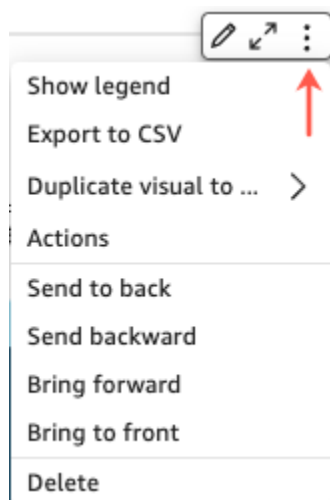 Show legend
Export to CSV
Duplicate visual to ...
Actions
Send to back
Send backward
Bring forward
Bring to front
Delete